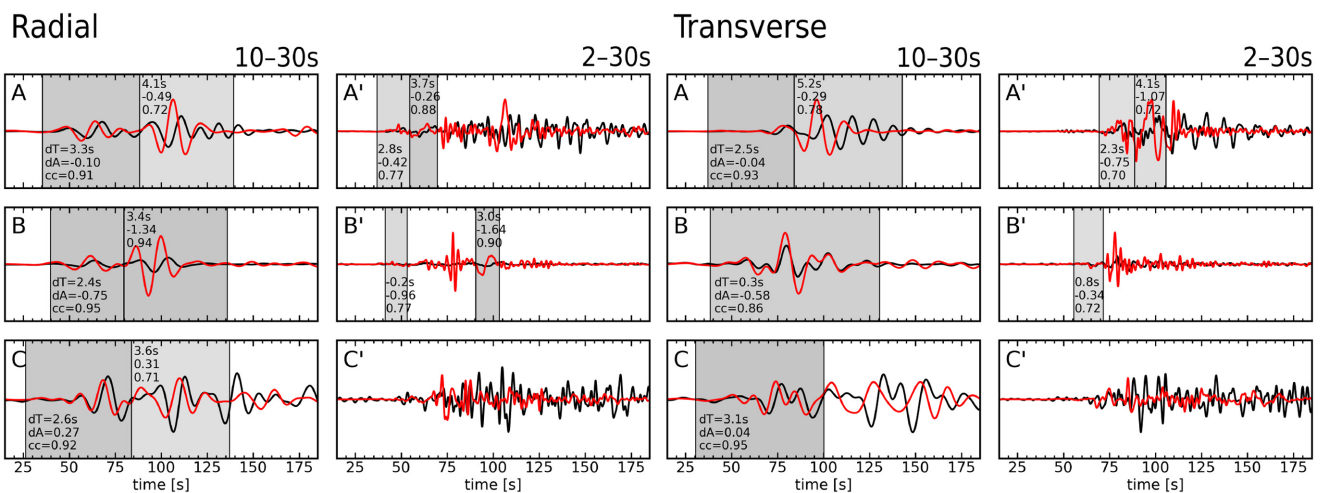 Radial
Transverse
10–30s
2–30s
10–30s
2–30s
A
4.1s
-0.49
0.72
dT=3.3s
dA=-0.10
cc=0.91
A'
3.7s
-0.26
0.88
2.8s
-0.42
0.77
A
5.2s
-0.29
0.78
dT=2.5s
dA=-0.04
cc=0.93
A'
4.1s
-1.07
0.72
2.3s
-0.75
0.70
B
3.4s
-1.34
0.94
dT=2.4s
dA=-0.75
cc=0.95
B'
3.0s
-1.64
0.90
-0.2s
-0.96
0.77
B
dT=0.3s
dA=-0.58
cc=0.86
B'
0.8s
-0.34
0.72
C
3.6s
0.31
0.71
dT=2.6s
dA=0.27
cc=0.92
C'
C
dT=3.1s
dA=0.04
cc=0.95
C'
25 50 75 100 125 150 175
25 50 75 100 125 150 175
25 50 75 100 125 150 175
25 50 75 100 125 150 175
time [s]
time [s]
time [s]
time [s]